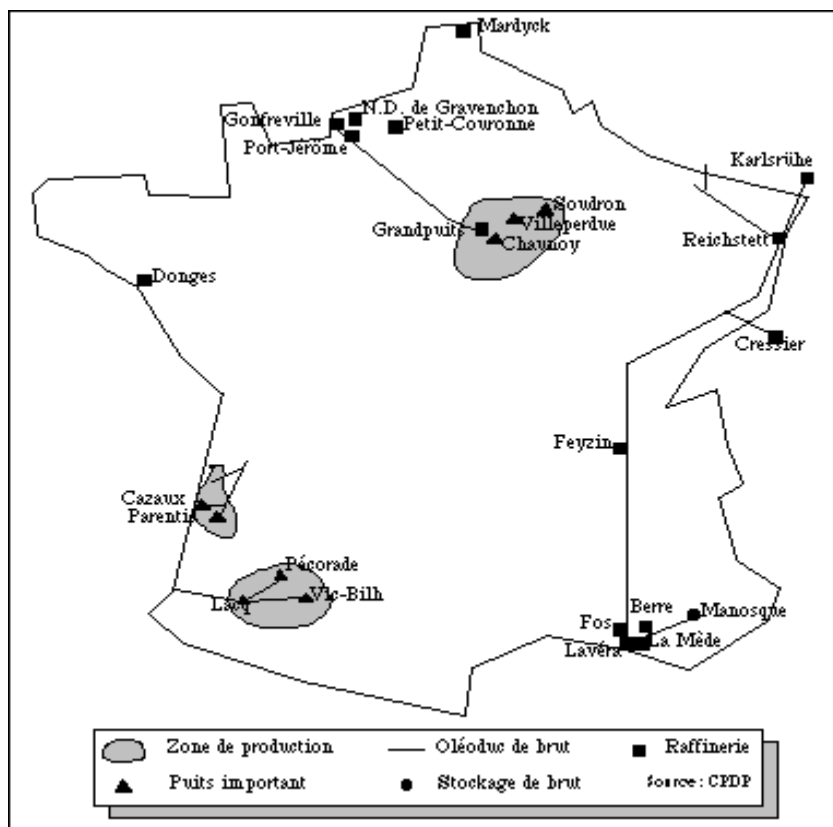 Mardyck
N.D. de Gravenchon
Gonfreville
Petit-Couronne
Port-Jérôme
Karlsrühe
Soudron
Villeperdue
Grandpuits
Chaunoy
Reichstett
Donges
Cressier
Feyzin
Cazaux
Parentis
Pécorade
Lacq
Vic-Bilh
Berre
Manosque
Fos
La Mède
Lavéra
Zone de production
Oléoduc de brut
Raffinerie
Puits important
Stockage de brut
Source: CPDP